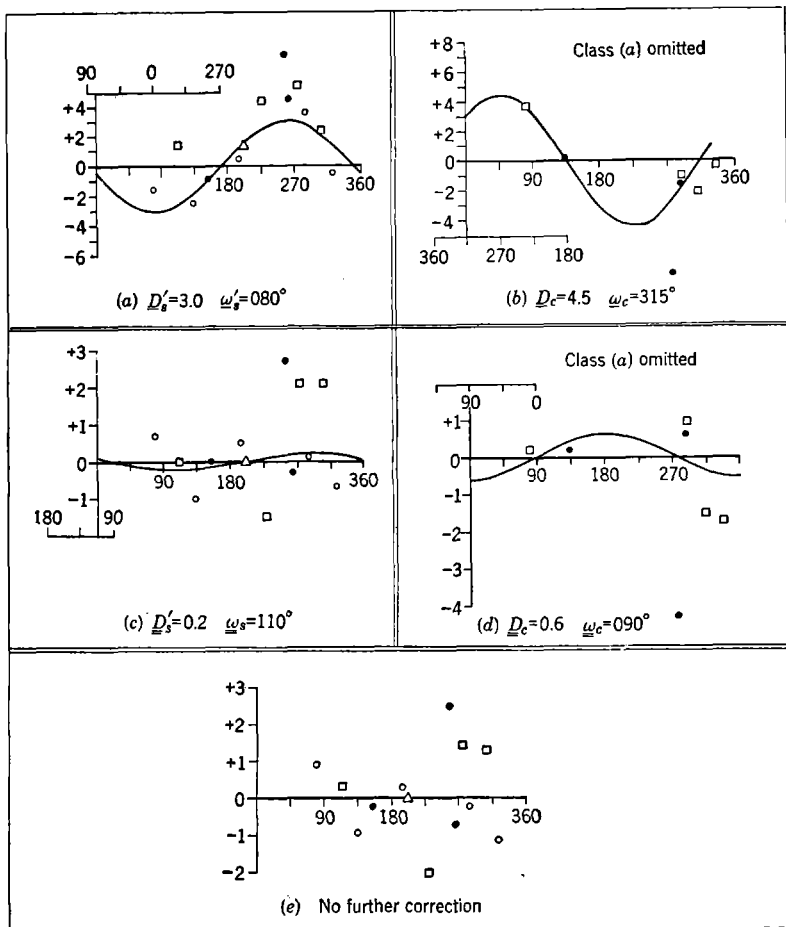 90 0 270
+4
+2
0
-2
-4
-6
180 270 360
(a) D′s=3.0 ω′s=080°
Class (a) omitted
+8
+6
+4
+2
0
-2
-4
90 180 360
360 270 180
(b) Dc=4.5 ωc=315°
+3
+2
+1
0
-1
90 180 360
180 90
(c) D′s=0.2 ωs=110°
Class (a) omitted
90 0
+1
0
-1
-2
-3
-4
90 180 270
(d) Dc=0.6 ωc=090°
+3
+2
+1
0
-1
-2
90 180 360
(e) No further correction